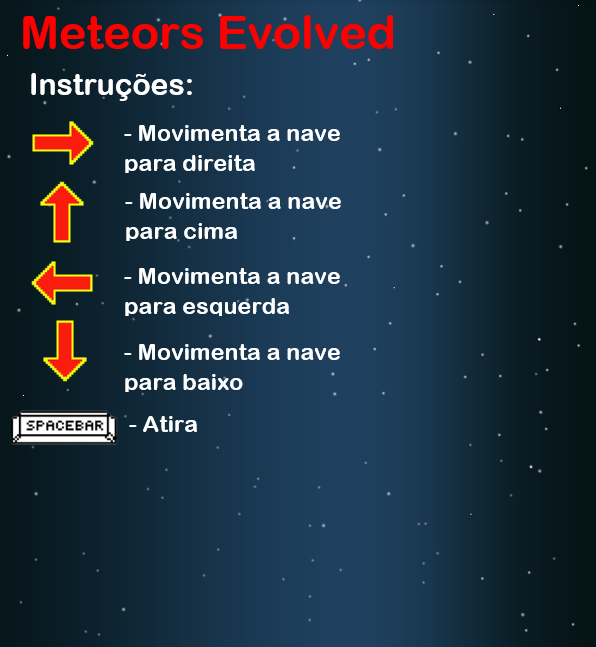 Meteors Evolved
Instruções:
- Movimenta a nave
para direita
- Movimenta a nave
para cima
- Movimenta a nave
para esquerda
- Movimenta a nave
para baixo
SPACEBAR - Atira